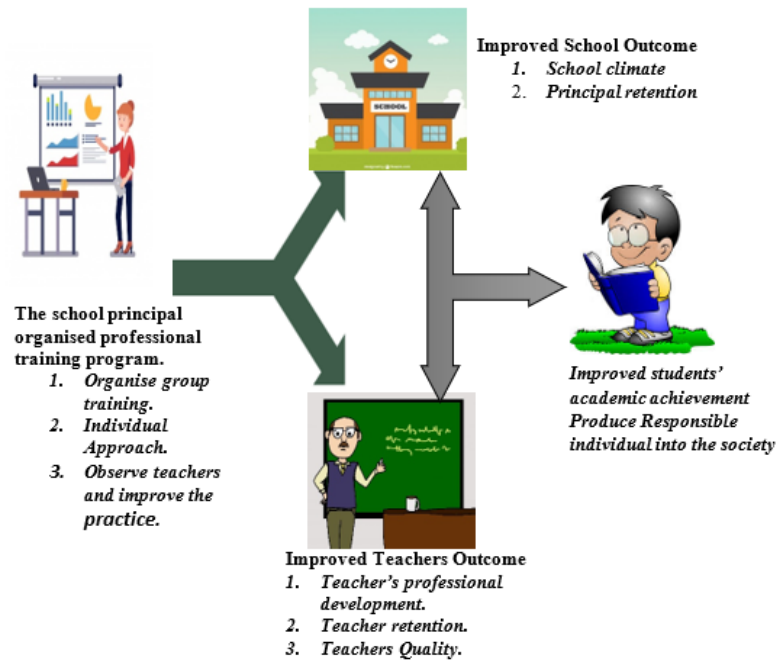 Improved School Outcome
1. School climate
2. Principal retention
SCHOOL
The school principal
organised professional
training program.
1. Organise group
training.
2. Individual
Approach.
3. Observe teachers
and improve the
practice.
Improved students'
academic achievement
Produce Responsible
individual into the society
Improved Teachers Outcome
1. Teacher's professional
development.
2. Teacher retention.
3. Teachers Quality.